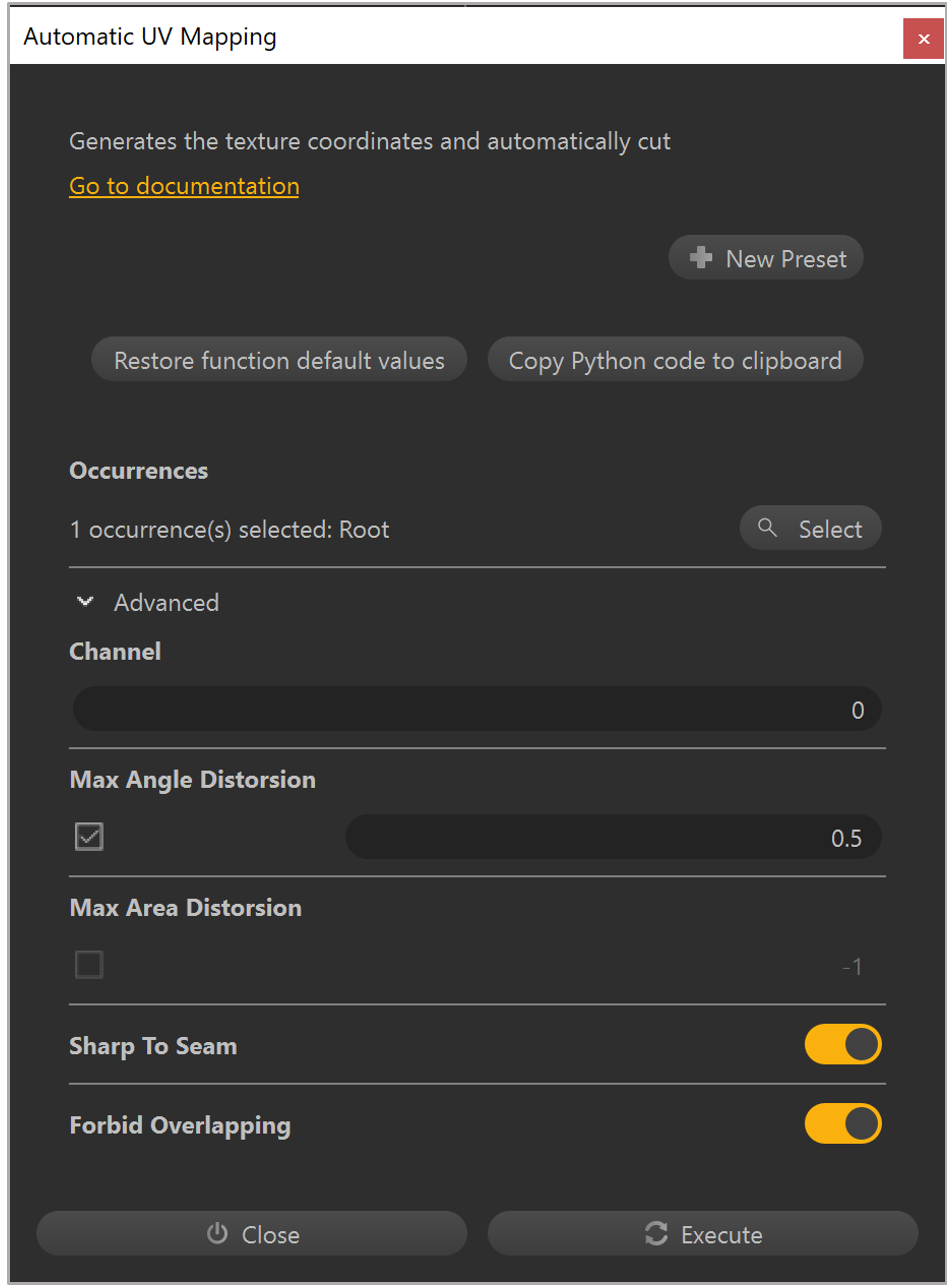 Automatic UV Mapping
Generates the texture coordinates and automatically cut
Go to documentation
New Preset
Restore function default values
Copy Python code to clipboard
Occurrences
1 occurrence(s) selected: Root
Select
Advanced
Channel
0
Max Angle Distorsion
0.5
Max Area Distorsion
-1
Sharp To Seam
Forbid Overlapping
Close
Execute